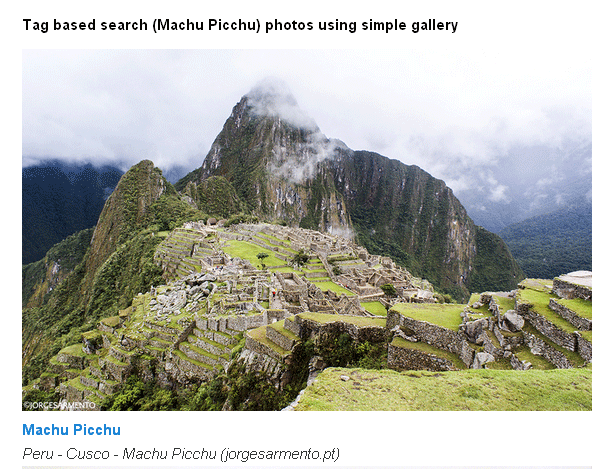 Tag based search (Machu Picchu) photos using simple gallery
©JORGESARMENTO
Machu Picchu
Peru - Cusco - Machu Picchu (jorgesarmento.pt)